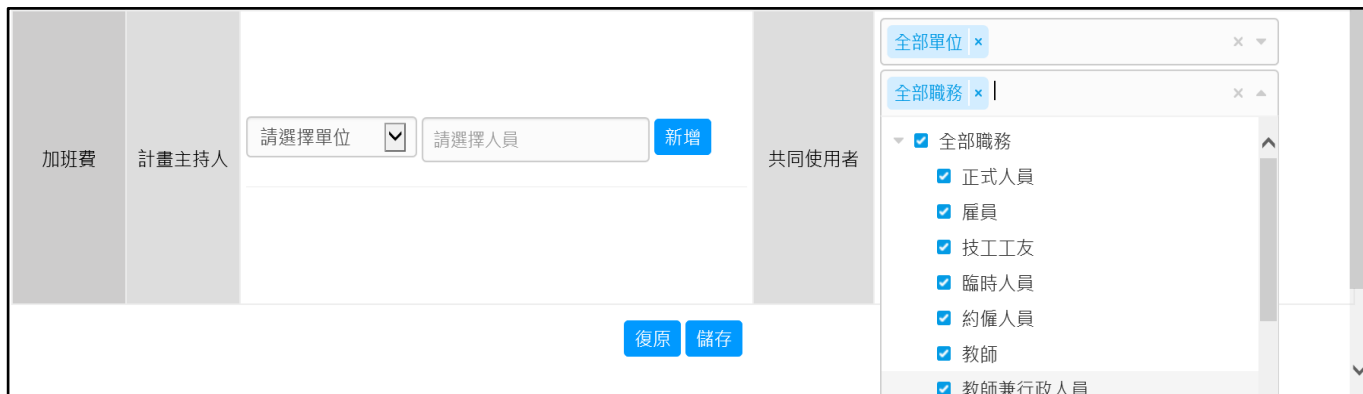 加班費
計畫主持人
請選擇單位
請選擇人員
新增
共同使用者
全部單位 ×
全部職務 ×
全部職務
正式人員
雇員
技工工友
臨時人員
約僱人員
教師
教師兼行政人員
復原
儲存